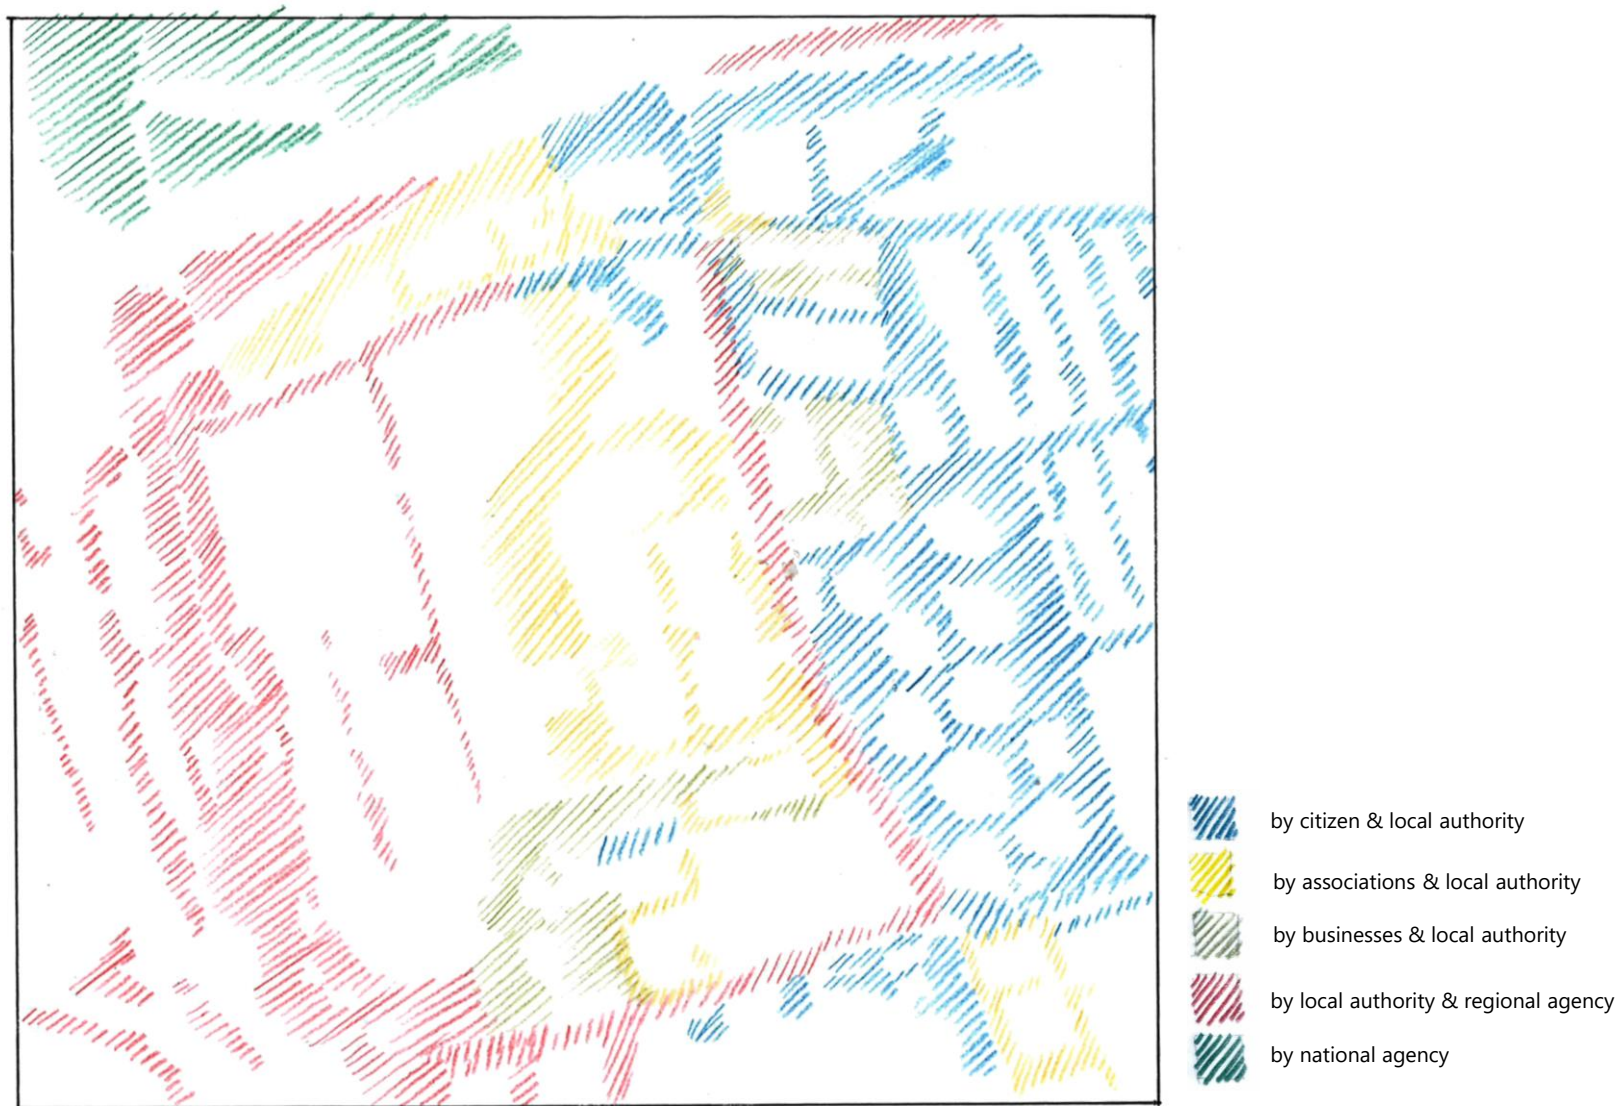 by citizen & local authority
by associations & local authority
by businesses & local authority
by local authority & regional agency
by national agency